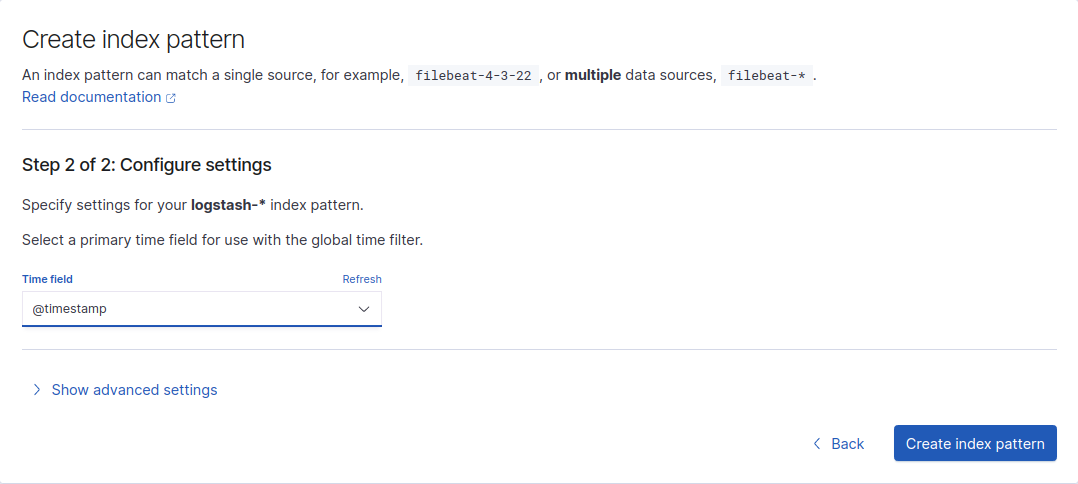 Create index pattern
An index pattern can match a single source, for example, filebeat-4-3-22 , or multiple data sources, filebeat-* .
Read documentation
Step 2 of 2: Configure settings
Specify settings for your logstash-* index pattern.
Select a primary time field for use with the global time filter.
Time field Refresh
@timestamp
Show advanced settings
Back Create index pattern